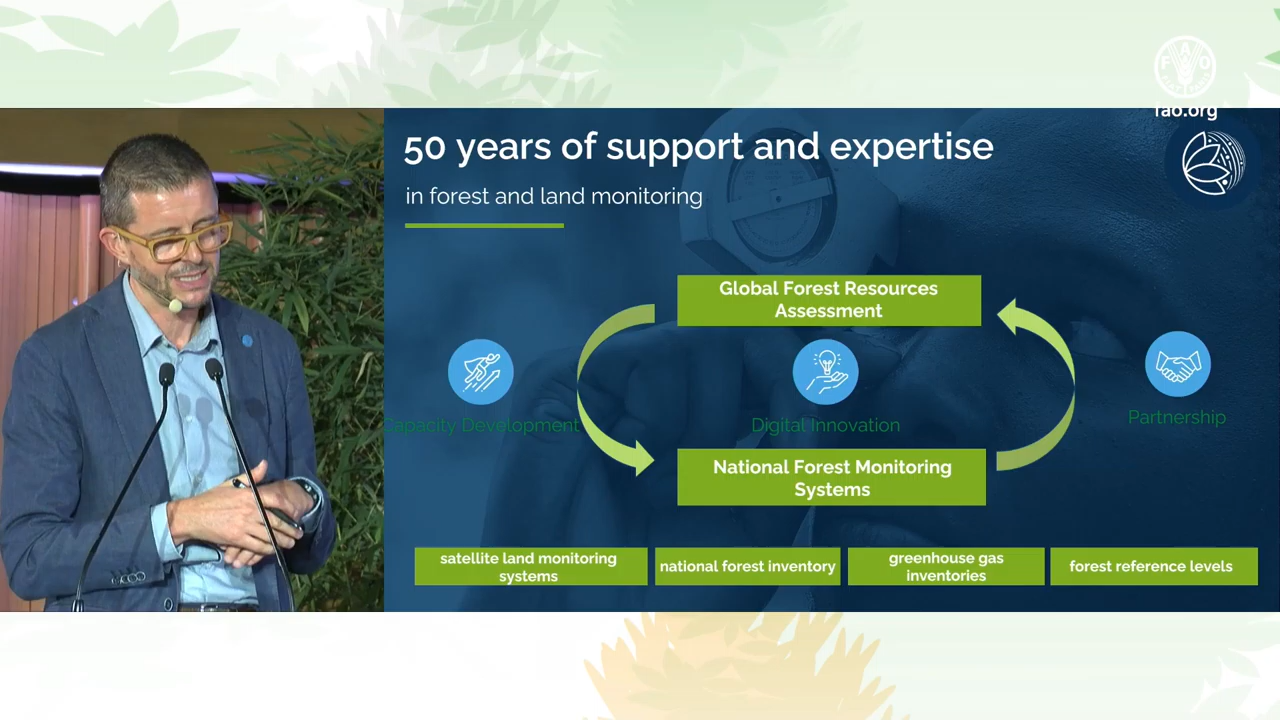 FAO
fao.org
50 years of support and expertise
in forest and land monitoring
Global Forest Resources
Assessment
Capacity Development
Digital Innovation
Partnership
National Forest Monitoring
Systems
satellite land monitoring
systems
national forest inventory
greenhouse gas
inventories
forest reference levels